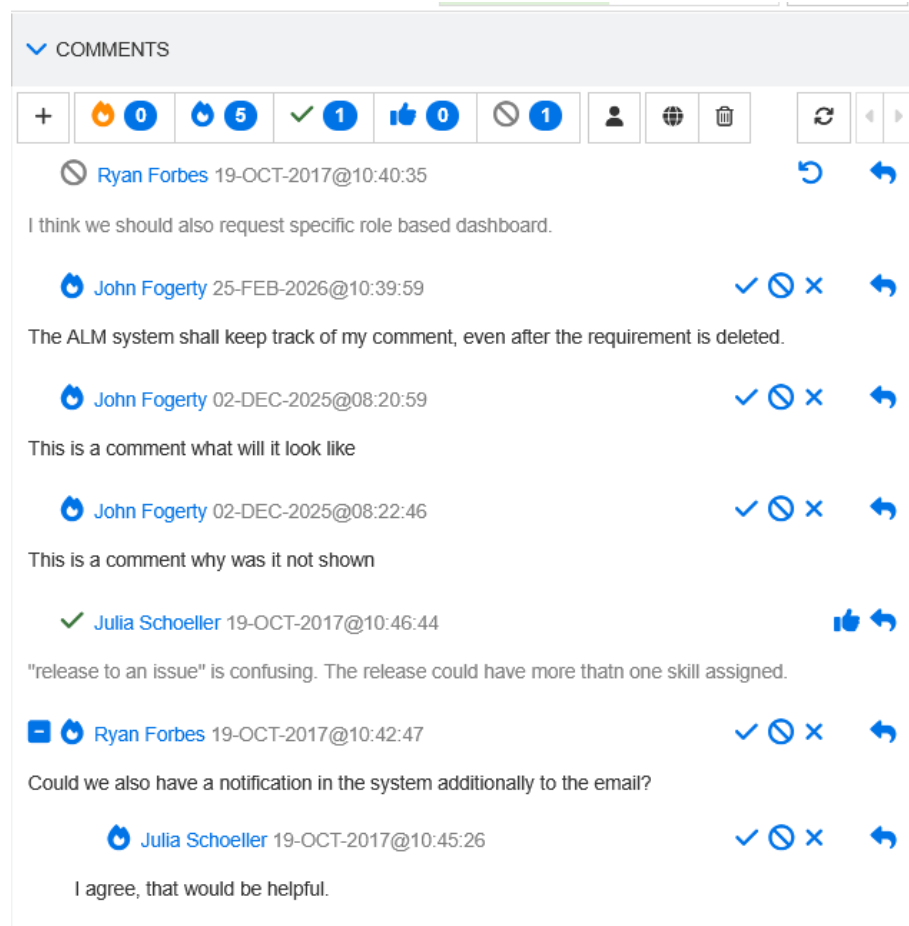 COMMENTS
+ 0 5 1 0 1
Ryan Forbes 19-OCT-2017@10:40:35
I think we should also request specific role based dashboard.
John Fogerty 25-FEB-2026@10:39:59
The ALM system shall keep track of my comment, even after the requirement is deleted.
John Fogerty 02-DEC-2025@08:20:59
This is a comment what will it look like
John Fogerty 02-DEC-2025@08:22:46
This is a comment why was it not shown
Julia Schoeller 19-OCT-2017@10:46:44
"release to an issue" is confusing. The release could have more thatn one skill assigned.
Ryan Forbes 19-OCT-2017@10:42:47
Could we also have a notification in the system additionally to the email?
Julia Schoeller 19-OCT-2017@10:45:26
I agree, that would be helpful.